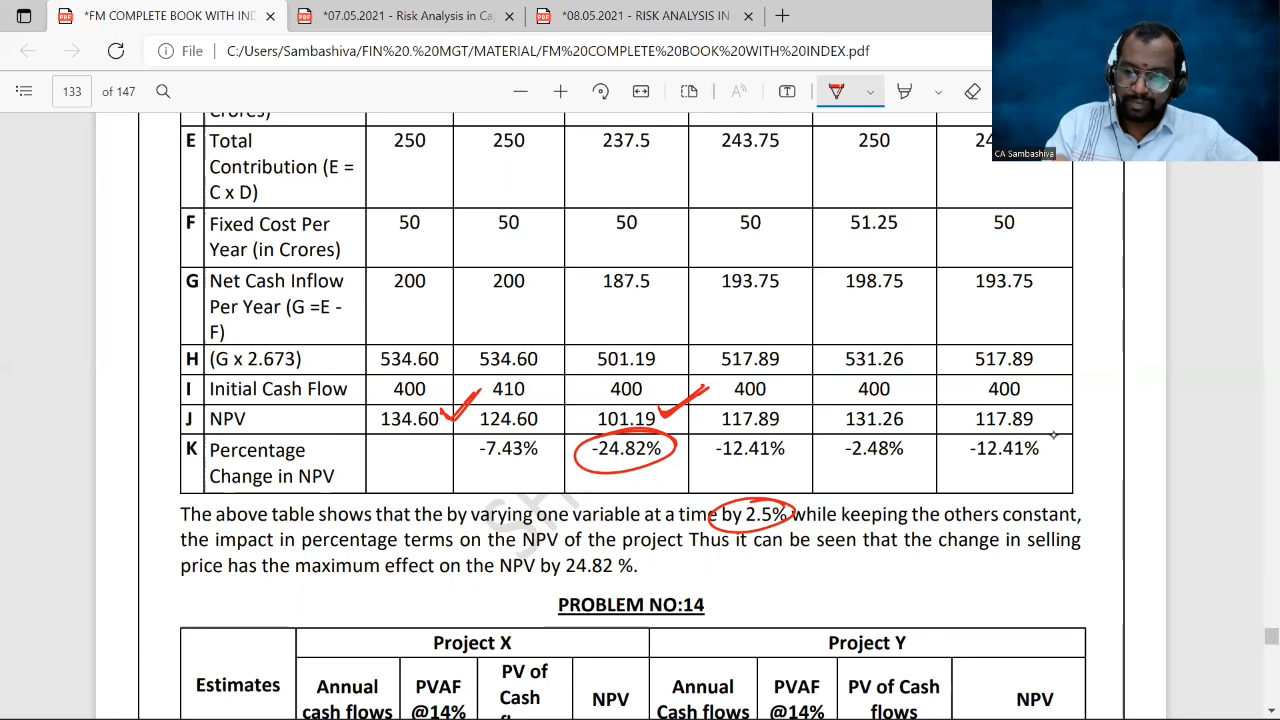 *FM COMPLETE BOOK WITH IND
*07.05.2021 - Risk Analysis in Ca
*08.05.2021 - RISK ANALYSIS IN
File C:/Users/Sambashiva/FIN%20.%20MGT/MATERIAL/FM%20COMPLETE%20BOOK%20WITH%20INDEX.pdf
133 of 147
CA Sambashiva
Crores)
E Total Contribution (E = C x D) 250 250 237.5 243.75 250
F Fixed Cost Per Year (in Crores) 50 50 50 50 51.25 50
G Net Cash Inflow Per Year (G =E - F) 200 200 187.5 193.75 198.75 193.75
H (G x 2.673) 534.60 534.60 501.19 517.89 531.26 517.89
I Initial Cash Flow 400 410 400 400 400 400
J NPV 134.60 124.60 101.19 117.89 131.26 117.89
K Percentage Change in NPV -7.43% -24.82% -12.41% -2.48% -12.41%
The above table shows that the by varying one variable at a time by 2.5% while keeping the others constant,
the impact in percentage terms on the NPV of the project Thus it can be seen that the change in selling
price has the maximum effect on the NPV by 24.82 %.
PROBLEM NO:14
Estimates Project X Project Y
Annual cash flows PVAF @14% PV of Cash NPV Annual Cash flows PVAF @14% PV of Cash flows NPV